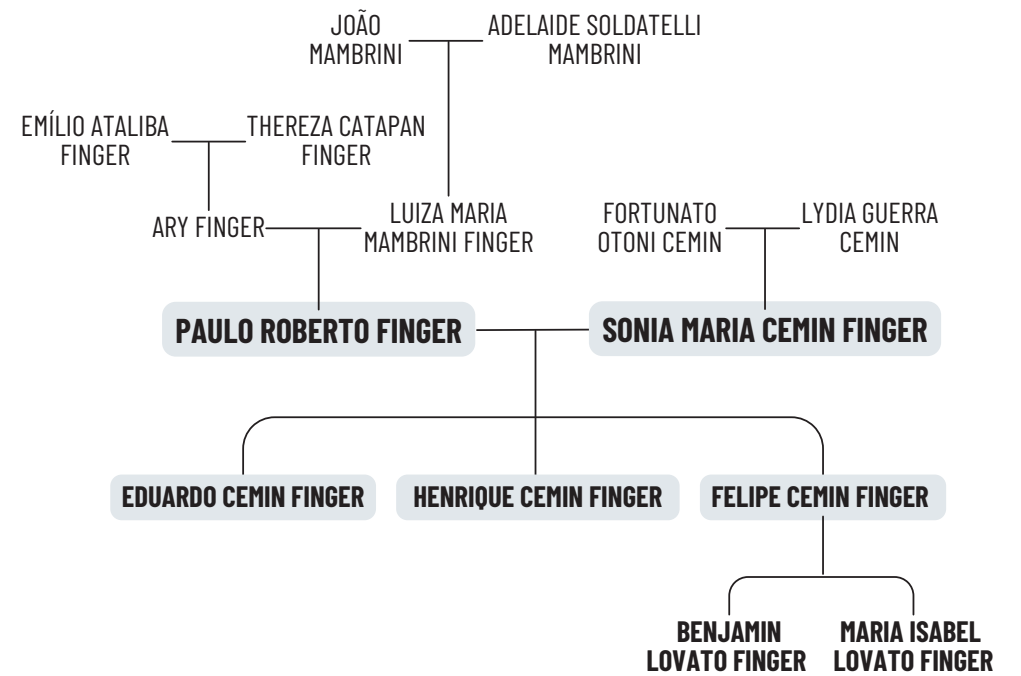 JOÃO
MAMBRINI
ADELAIDE SOLDATELLI
MAMBRINI
EMÍLIO ATALIBA
FINGER
THEREZA CATAPAN
FINGER
ARY FINGER
LUIZA MARIA
MAMBRINI FINGER
FORTUNATO
OTONI CEMIN
LYDIA GUERRA
CEMIN
PAULO ROBERTO FINGER
SONIA MARIA CEMIN FINGER
EDUARDO CEMIN FINGER
HENRIQUE CEMIN FINGER
FELIPE CEMIN FINGER
BENJAMIN
LOVATO FINGER
MARIA ISABEL
LOVATO FINGER